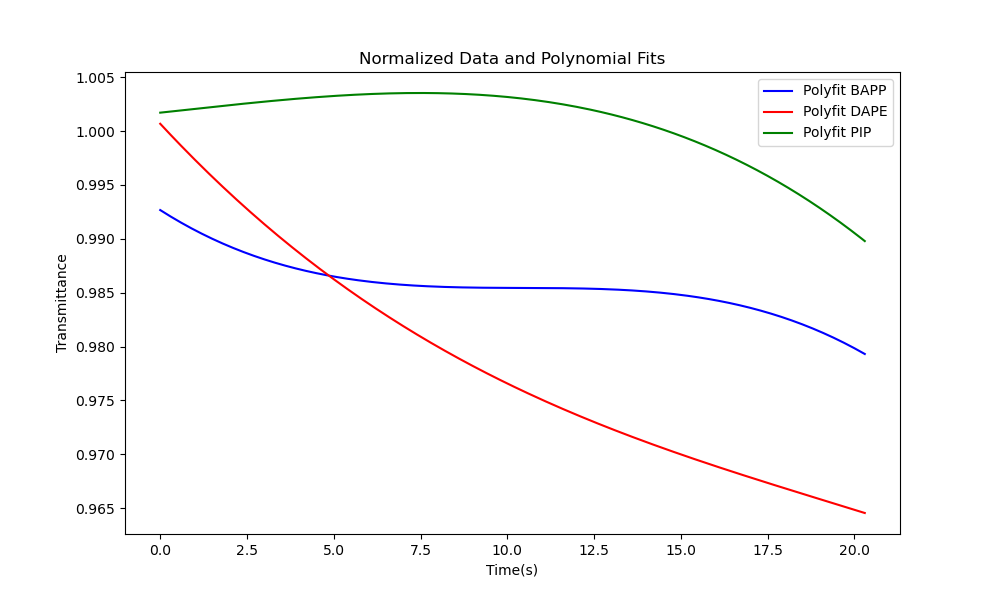 Normalized Data and Polynomial Fits
Polyfit BAPP
Polyfit DAPE
Polyfit PIP
Transmittance
1.005
1.000
0.995
0.990
0.985
0.980
0.975
0.970
0.965
0.0 2.5 5.0 7.5 10.0 12.5 15.0 17.5 20.0
Time(s)